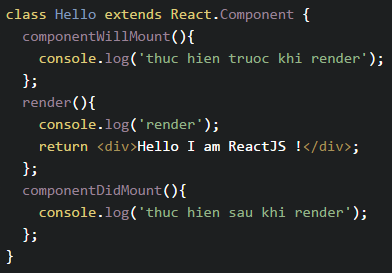 class Hello extends React.Component {
  componentWillMount(){
    console.log('thuc hien truoc khi render');
  };
  render(){
    console.log('render');
    return <div>Hello I am ReactJS !</div>;
  };
  componentDidMount(){
    console.log('thuc hien sau khi render');
  };
}